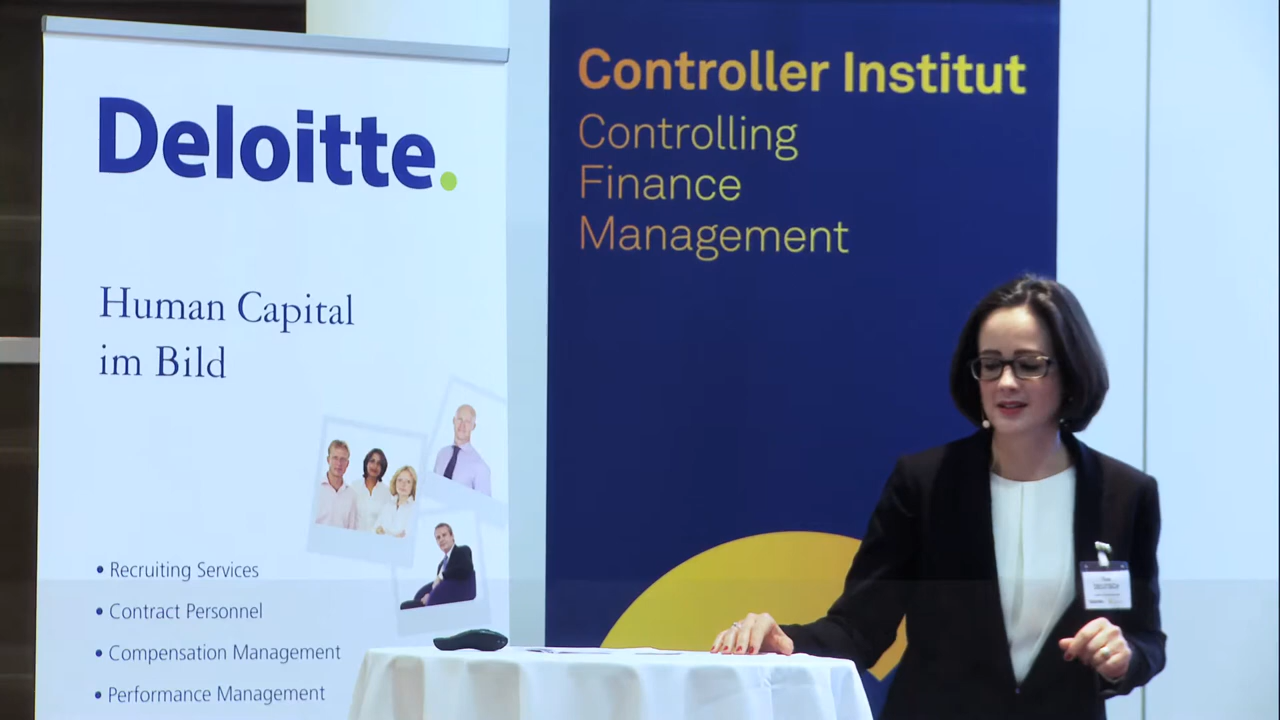 Deloitte.
Human Capital
im Bild
• Recruiting Services
• Contract Personnel
• Compensation Management
• Performance Management
Controller Institut
Controlling
Finance
Management